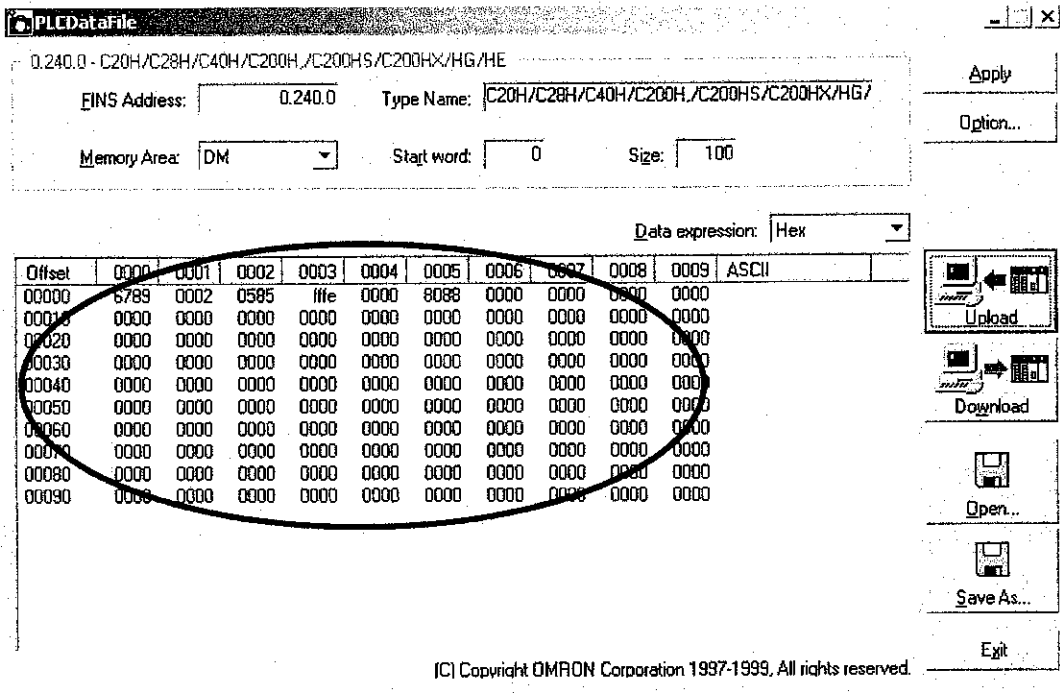 PLCDataFile
0.240.0 - C20H/C28H/C40H/C200H,/C200HS/C200HX/HG/HE
FINS Address: 0.240.0 Type Name: C20H/C28H/C40H/C200H,/C200HS/C200HX/HG/
Memory Area: DM Start word: 0 Size: 100
Apply
Option...
Data expression: Hex
Offset 0000 0001 0002 0003 0004 0005 0006 0007 0008 0009 ASCII
00000 6789 0002 0585 fffe 0000 8088 0000 0000 0000 0000
00010 0000 0000 0000 0000 0000 0000 0000 0000 0000 0000
00020 0000 0000 0000 0000 0000 0000 0000 0000 0000 0000
00030 0000 0000 0000 0000 0000 0000 0000 0000 0000 0000
00040 0000 0000 0000 0000 0000 0000 0000 0000 0000 0000
00050 0000 0000 0000 0000 0000 0000 0000 0000 0000 0000
00060 0000 0000 0000 0000 0000 0000 0000 0000 0000 0000
00070 0000 0000 0000 0000 0000 0000 0000 0000 0000 0000
00080 0000 0000 0000 0000 0000 0000 0000 0000 0000 0000
00090 0000 0000 0000 0000 0000 0000 0000 0000 0000 0000
Upload
Download
Open...
Save As...
Exit
(C) Copyright OMRON Corporation 1997-1999, All rights reserved.